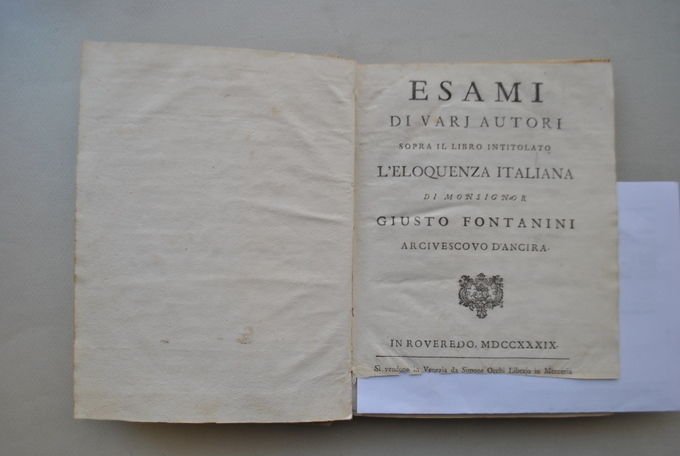 ESAMI
DI VARJ AUTORI
SOPRA IL LIBRO INTITOLATO
L'ELOQUENZA ITALIANA
DI MONSIGNOR
GIUSTO FONTANINI
ARCIVESCOVO D'ANCIRA.
IN ROVEREDO, MDCCXXXIX.
Si vendono in Venezia da Simone Occhi Librajo in Merceria